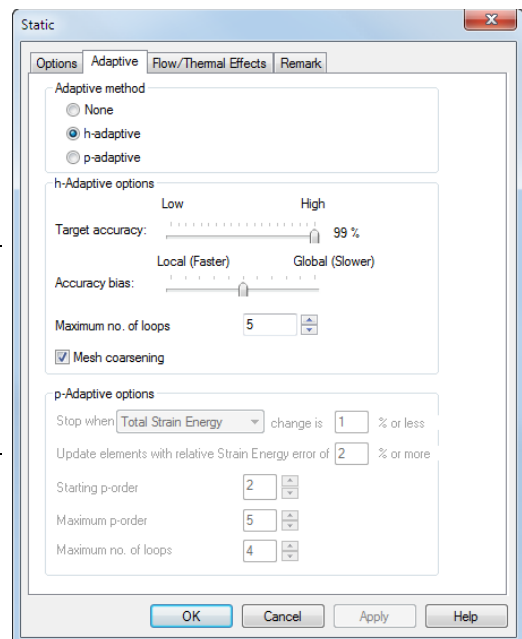 Static
Options Adaptive Flow/Thermal Effects Remark
Adaptive method
None
h-adaptive
p-adaptive
h-Adaptive options
Low High
Target accuracy: 99 %
Local (Faster) Global (Slower)
Accuracy bias:
Maximum no. of loops 5
Mesh coarsening
p-Adaptive options
Stop when Total Strain Energy change is 1 % or less
Update elements with relative Strain Energy error of 2 % or more
Starting p-order 2
Maximum p-order 5
Maximum no. of loops 4
OK Cancel Apply Help